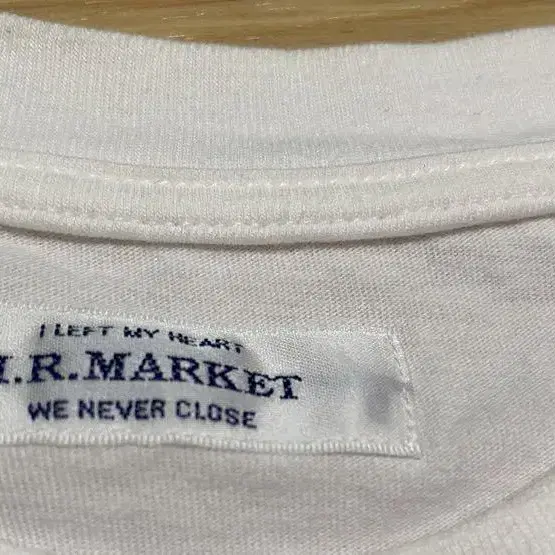 I LEFT MY HEART
.R.MARKET
WE NEVER CLOSE